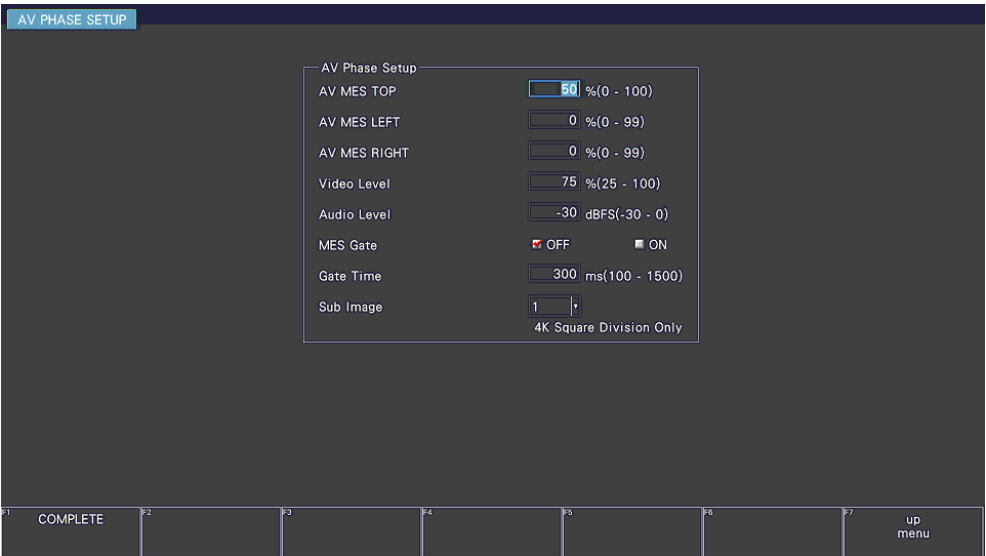 AV PHASE SETUP
AV Phase Setup
AV MES TOP 50 %(0 - 100)
AV MES LEFT 0 %(0 - 99)
AV MES RIGHT 0 %(0 - 99)
Video Level 75 %(25 - 100)
Audio Level -30 dBFS(-30 - 0)
MES Gate OFF ON
Gate Time 300 ms(100 - 1500)
Sub Image 1
4K Square Division Only
F1 COMPLETE F2 F3 F4 F5 F6 F7 up
menu